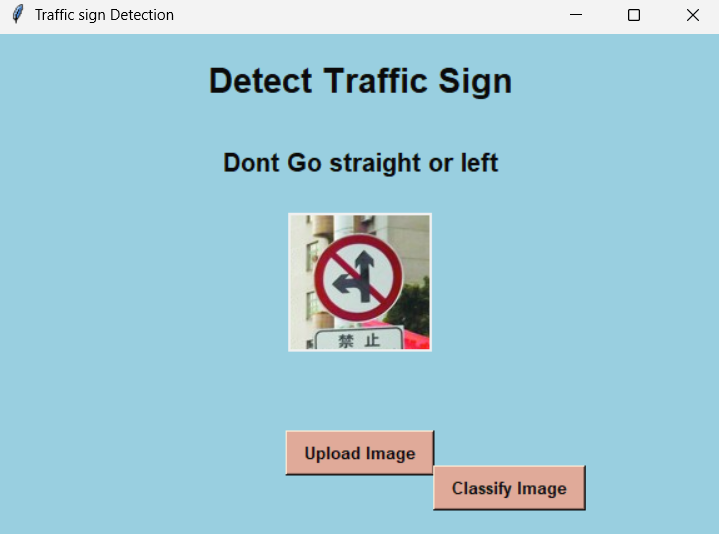 Traffic sign Detection
Detect Traffic Sign
Dont Go straight or left
禁 止
Upload Image
Classify Image